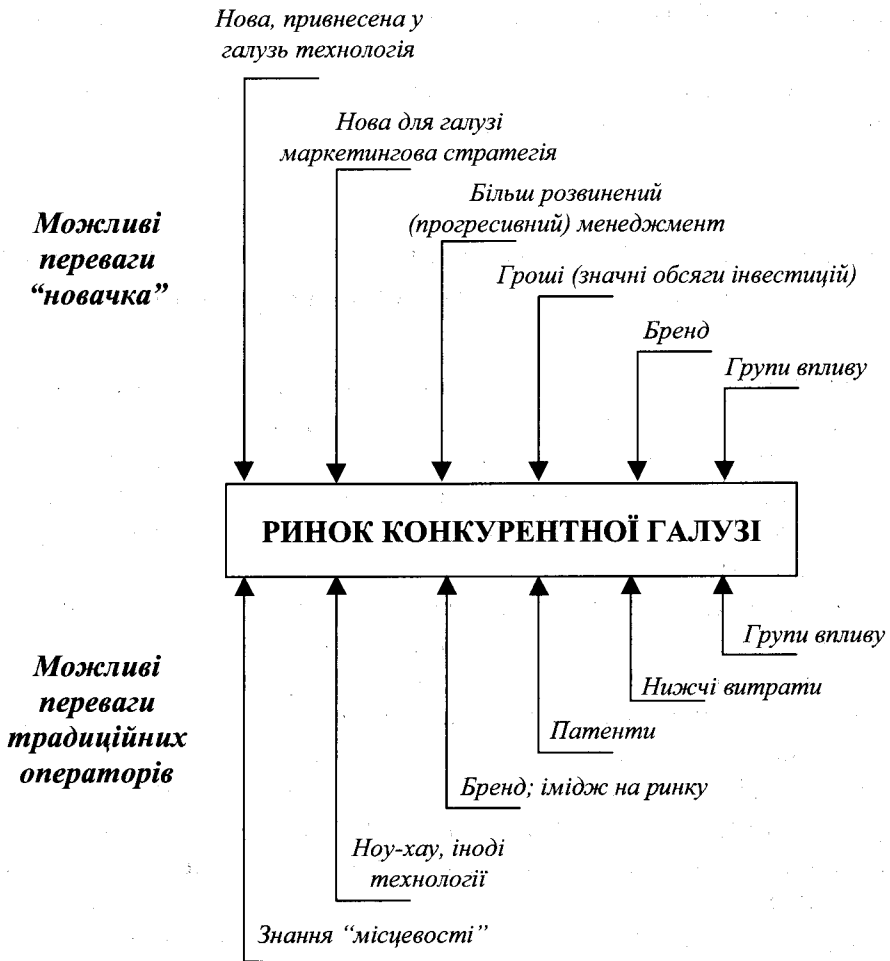 Нова, привнесена у
галузь технологія
Нова для галузі
маркетингова стратегія
Більш розвинений
(прогресивний) менеджмент
Гроші (значні обсяги інвестицій)
Бренд
Групи впливу
Можливі
переваги
“новачка”
РИНОК КОНКУРЕНТНОЇ ГАЛУЗІ
Можливі
переваги
традиційних
операторів
Групи впливу
Нижчі витрати
Патенти
Бренд; імідж на ринку
Ноу-хау, іноді
технології
Знання “місцевості”